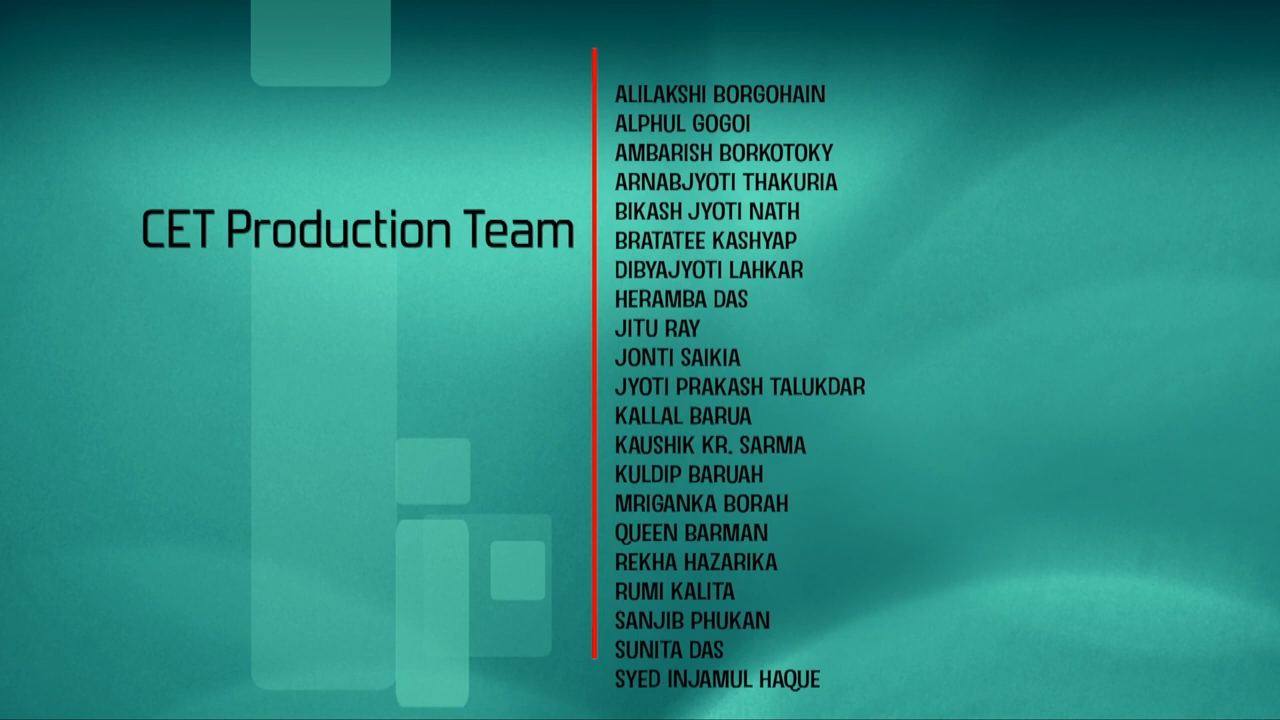 CET Production Team
ALILAKSHI BORGOHAIN
ALPHUL GOGOI
AMBARISH BORKOTOKY
ARNABJYOTI THAKURIA
BIKASH JYOTI NATH
BRATATEE KASHYAP
DIBYAJYOTI LAHKAR
HERAMBA DAS
JITU RAY
JONTI SAIKIA
JYOTI PRAKASH TALUKDAR
KALLAL BARUA
KAUSHIK KR. SARMA
KULDIP BARUAH
MRIGANKA BORAH
QUEEN BARMAN
REKHA HAZARIKA
RUMI KALITA
SANJIB PHUKAN
SUNITA DAS
SYED INJAMUL HAQUE